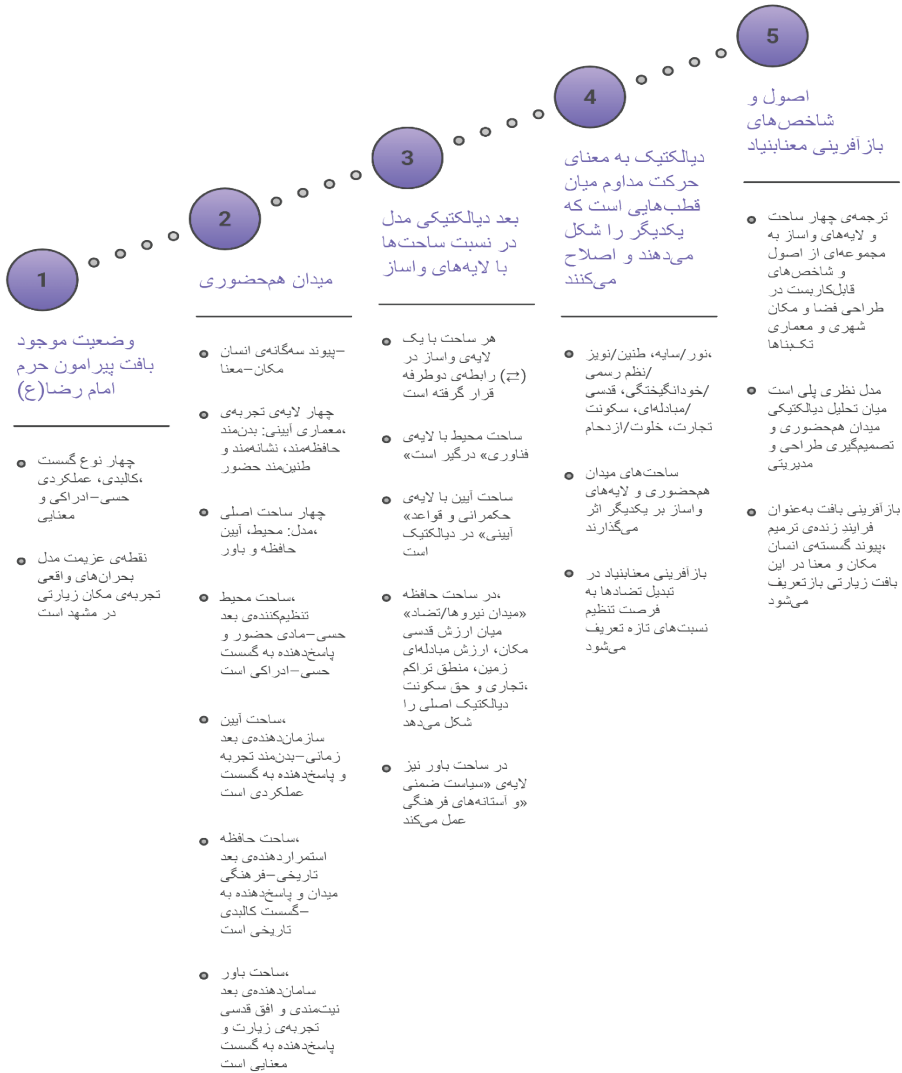 1
وضعیت موجود
بافت پیرامون حرم
امام رضا(ع)
چهار نوع گسست
کالبدی، عملکردی،
حسی–ادراکی و
معنایی
نقطه‌ی عزیمت مدل
بحران‌های واقعی
تجربه‌ی مکان زیارتی
در مشهد است
2
میدان هم‌حضوری
پیوند سه‌گانه‌ی انسان–
مکان–معنا
چهار لایه‌ی تجربه‌ی
معماری آیینی: بدن‌مند،
حافظه‌مند، نشانه‌مند و
طنین‌مند حضور
چهار ساحت اصلی
مدل: محیط، آیین،
حافظه و باور
ساحت محیط،
تنظیم‌کننده‌ی بعد
حسی–مادی حضور و
پاسخ‌دهنده به گسست
حسی–ادراکی است
ساحت آیین،
سازمان‌دهنده‌ی بعد
زمانی–بدن‌مند تجربه
و پاسخ‌دهنده به گسست
عملکردی است
ساحت حافظه،
استمراردهنده‌ی بعد
تاریخی–فرهنگی
میدان و پاسخ‌دهنده به
گسست کالبدی–
تاریخی است
ساحت باور،
سامان‌دهنده‌ی بعد
نیت‌مندی و افق قدسی
تجربه‌ی زیارت و
پاسخ‌دهنده به گسست
معنایی است
3
بعد دیالکتیکی مدل
در نسبت ساحت‌ها
با لایه‌های واساز
هر ساحت با یک
لایه‌ی واساز در
رابطه‌ی دوطرفه (⇄)
قرار گرفته است
ساحت محیط با لایه‌ی
«فناوری» درگیر است
ساحت آیین با لایه‌ی
«حکمرانی و قواعد
آیینی» در دیالکتیک
است
در ساحت حافظه،
«میدان نیروها/تضاد»
میان ارزش قدسی
مکان، ارزش مبادله‌ای
زمین، منطق تراکم
تجاری و حق سکونت،
دیالکتیک اصلی را
شکل می‌دهد
در ساحت باور نیز
لایه‌ی «سیاست ضمنی
و آستانه‌های فرهنگی»
عمل می‌کند
4
دیالکتیک به معنای
حرکت مداوم میان
قطب‌هایی است که
یکدیگر را شکل
می‌دهند و اصلاح
می‌کنند
نور/سایه، طنین/نویز،
نظم رسمی/
خودانگیختگی، قدسی/
مبادله‌ای، سکونت/
تجارت، خلوت/ازدحام
ساحت‌های میدان
هم‌حضوری و لایه‌های
واساز بر یکدیگر اثر
می‌گذارند
بازآفرینی معنابنیاد در
تبدیل تضادها به
فرصت تنظیم
نسبت‌های تازه تعریف
می‌شود
5
اصول و
شاخص‌های
بازآفرینی معنابنیاد
ترجمه‌ی چهار ساحت
و لایه‌های واساز به
مجموعه‌ای از اصول
و شاخص‌های
قابل‌کاربست در
طراحی فضا و مکان
شهری و معماری
تک‌بناها
مدل نظری پلی است
میان تحلیل دیالکتیکی
میدان هم‌حضوری و
تصمیم‌گیری طراحی و
مدیریتی
بازآفرینی بافت به‌عنوان
فرایند زنده‌ی ترمیم
پیوند گسسته‌ی انسان،
مکان و معنا در این
بافت زیارتی بازتعریف
می‌شود